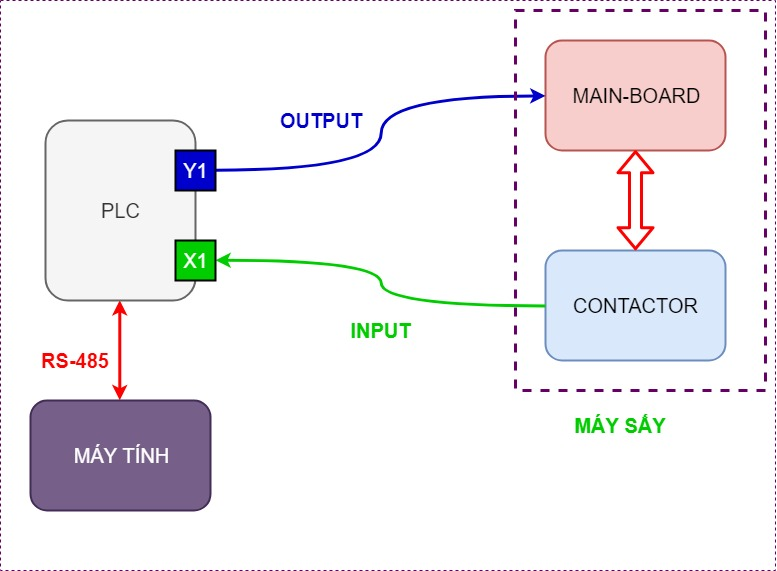 MAIN-BOARD
OUTPUT
Y1
PLC
X1
CONTACTOR
INPUT
RS-485
MÁY SẤY
MÁY TÍNH